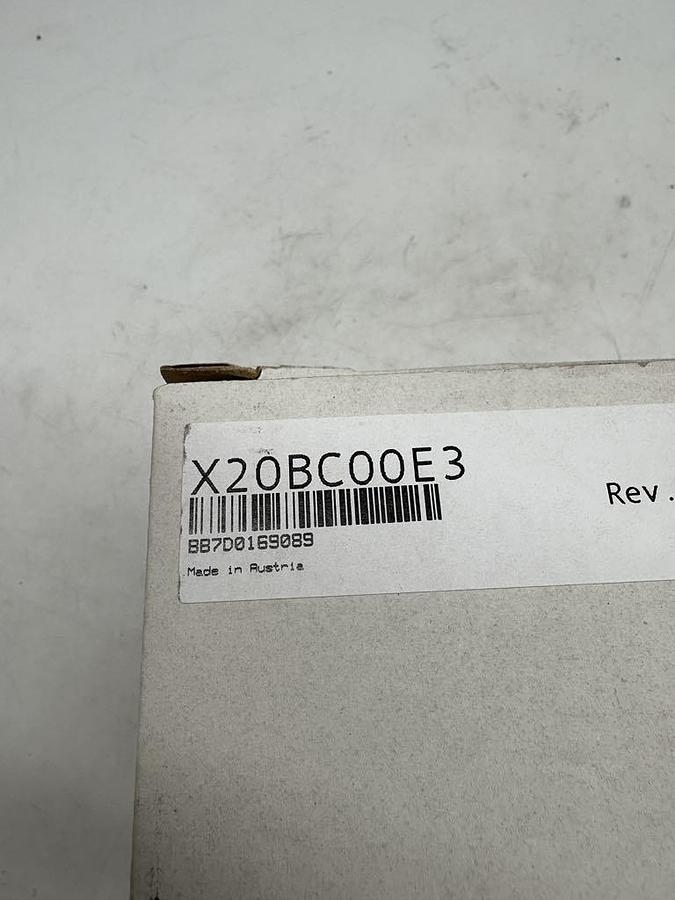 X20BC00E3
Rev.
BB7D0169089
Made in Austria